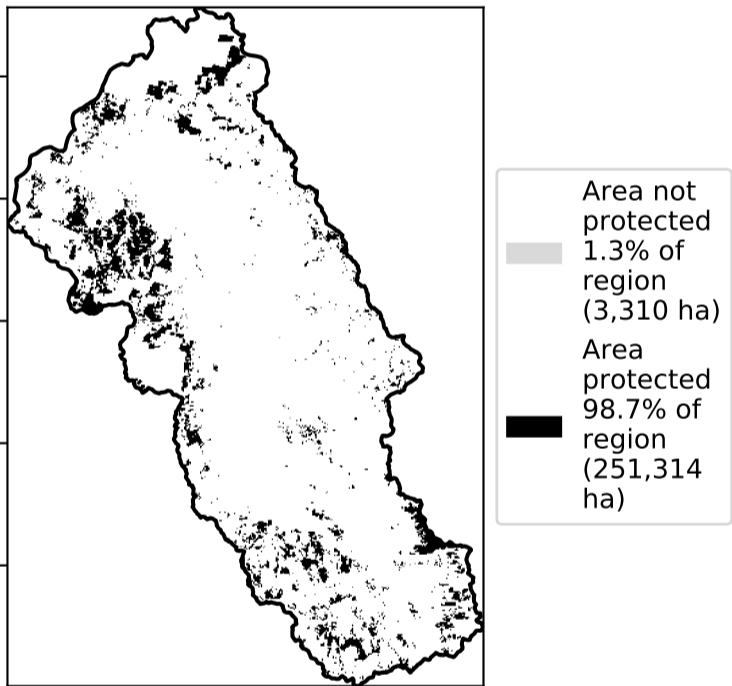 Area not
protected
1.3% of
region
(3,310 ha)
Area
protected
98.7% of
region
(251,314
ha)